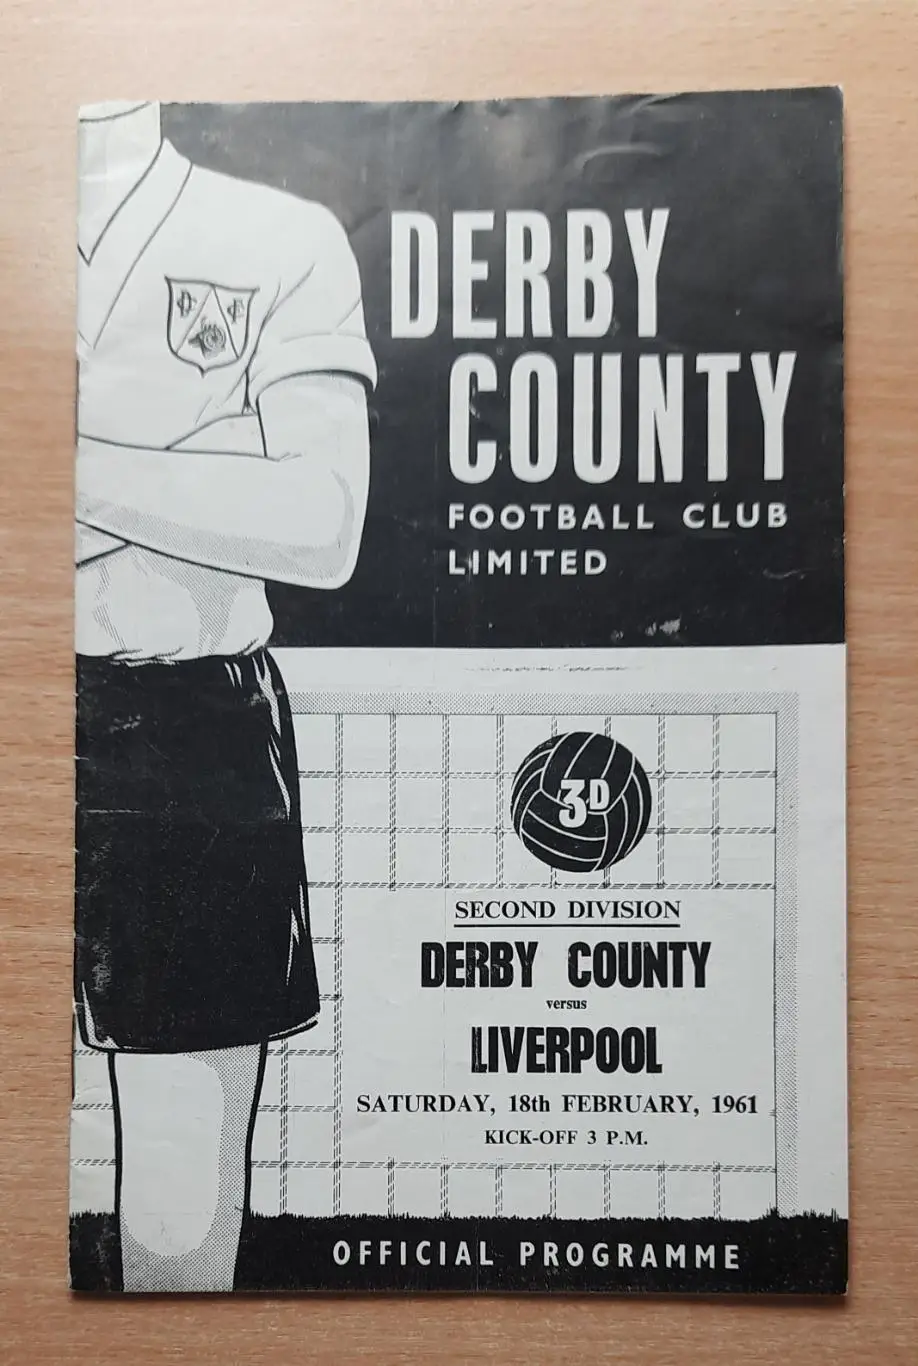 DERBY
COUNTY
FOOTBALL CLUB
LIMITED
DCFC
3D
SECOND DIVISION
DERBY COUNTY
versus
LIVERPOOL
SATURDAY, 18th FEBRUARY, 1961
KICK-OFF 3 P.M.
OFFICIAL PROGRAMME